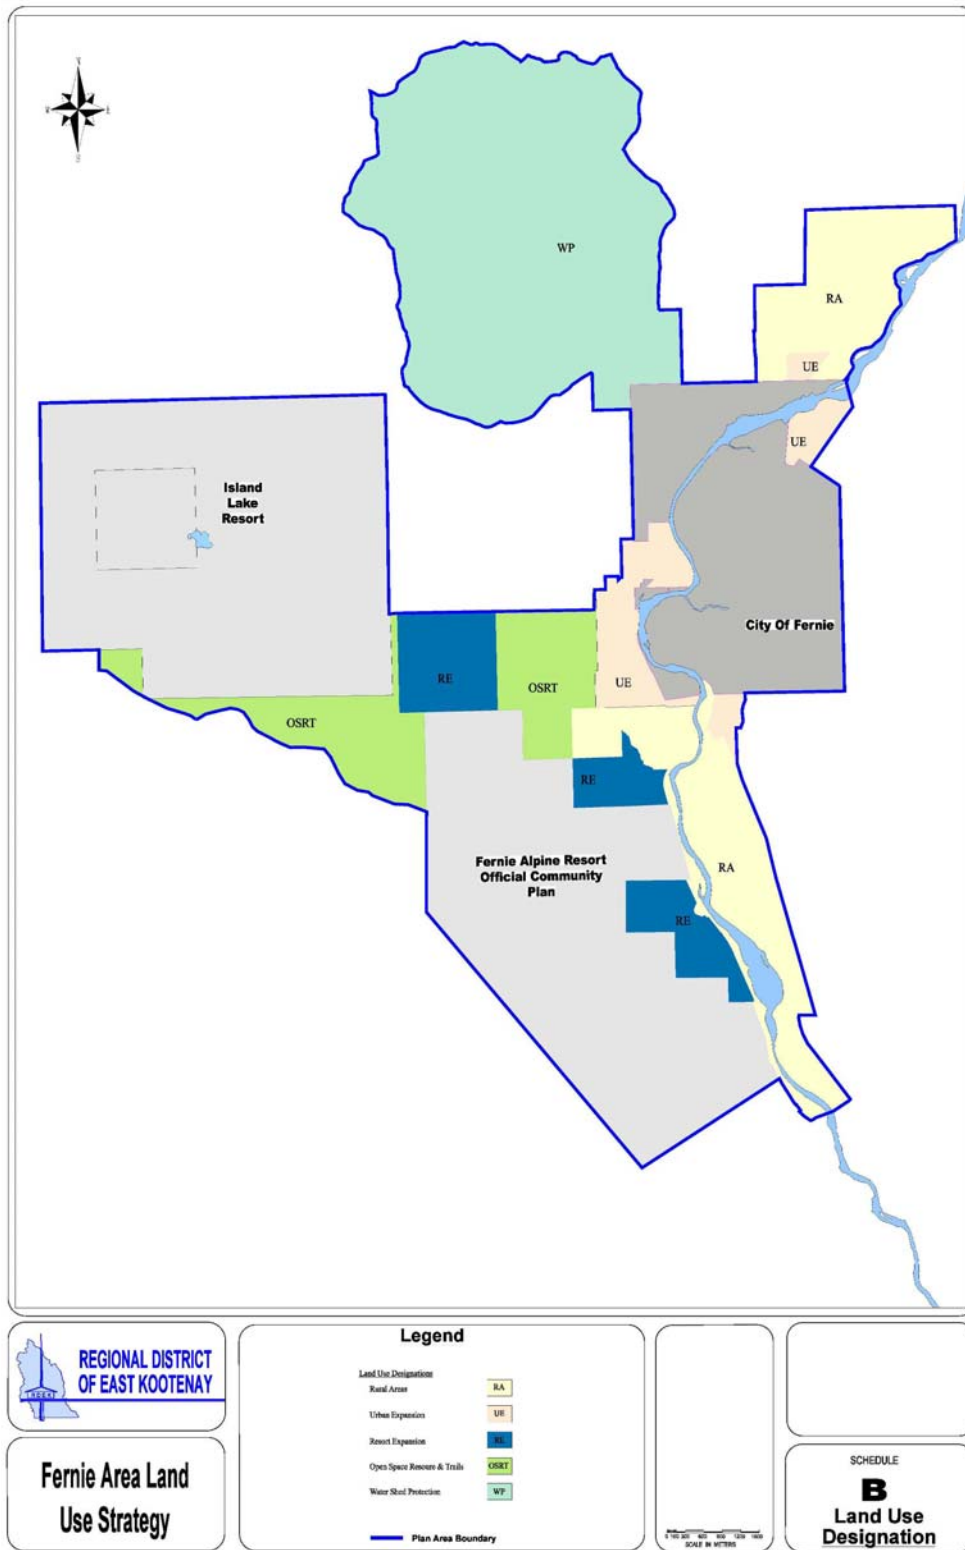 WP
RA
UE
UE
Island
Lake
Resort
City Of Fernie
RE
OSRT
UE
OSRT
RE
Fernie Alpine Resort
Official Community
Plan
RA
RE
REGIONAL DISTRICT
OF EAST KOOTENAY
Fernie Area Land
Use Strategy
Legend
Land Use Designations
Rural Areas RA
Urban Expansion UE
Resort Expansion RE
Open Space Resoure & Trails OSRT
Water Shed Protection WP
Plan Area Boundary
SCALE IN METERS
SCHEDULE
B
Land Use
Designation